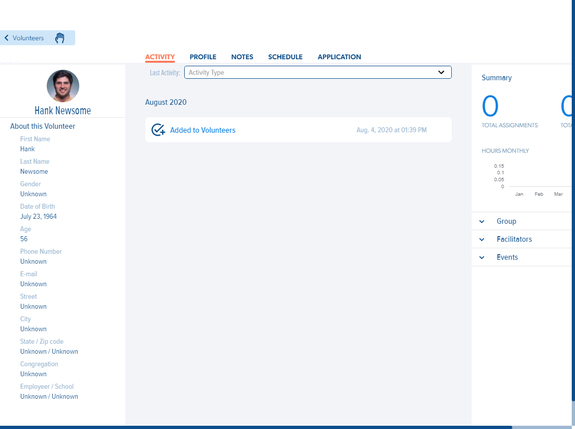 Volunteers
ACTIVITY PROFILE NOTES SCHEDULE APPLICATION
Last Activity: Activity Type
Hank Newsome
About this Volunteer
First Name
Hank
Last Name
Newsome
Gender
Unknown
Date of Birth
July 23, 1964
Age
56
Phone Number
Unknown
E-mail
Unknown
Street
Unknown
City
Unknown
State / Zip code
Unknown / Unknown
Congregation
Unknown
Employeer / School
Unknown / Unknown
August 2020
Added to Volunteers Aug. 4, 2020 at 01:39 PM
Summary
0
TOTAL ASSIGNMENTS
HOURS MONTHLY
0.15
0.1
0.05
0
Jan Feb Mar
Group
Facilitators
Events